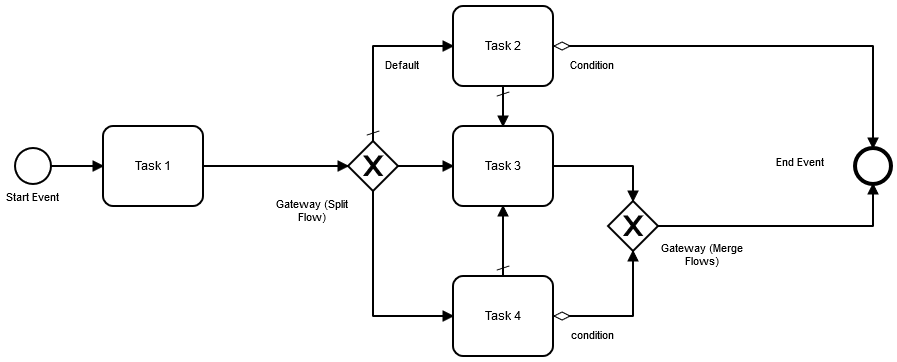 Task 2
Default
Condition
Task 1
X
Task 3
End Event
Start Event
Gateway (Split
Flow)
X
Gateway (Merge
Flows)
Task 4
condition